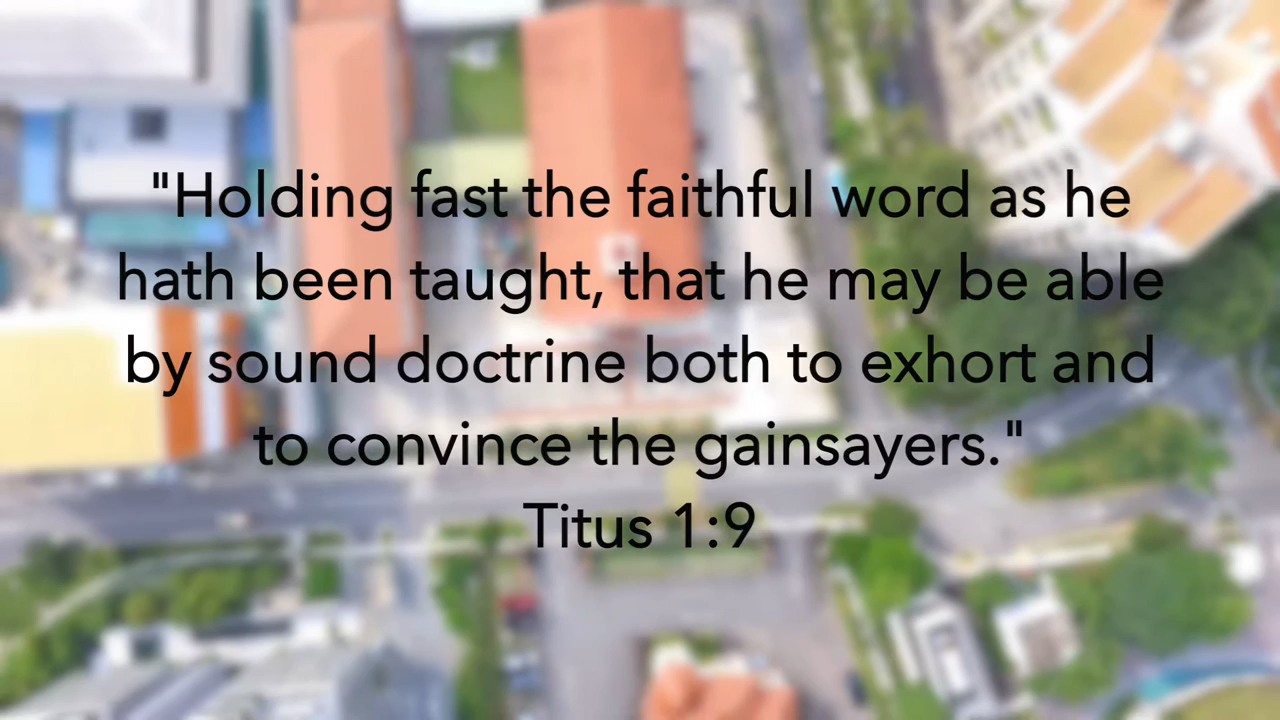 "Holding fast the faithful word as he
hath been taught, that he may be able
by sound doctrine both to exhort and
to convince the gainsayers."
Titus 1:9